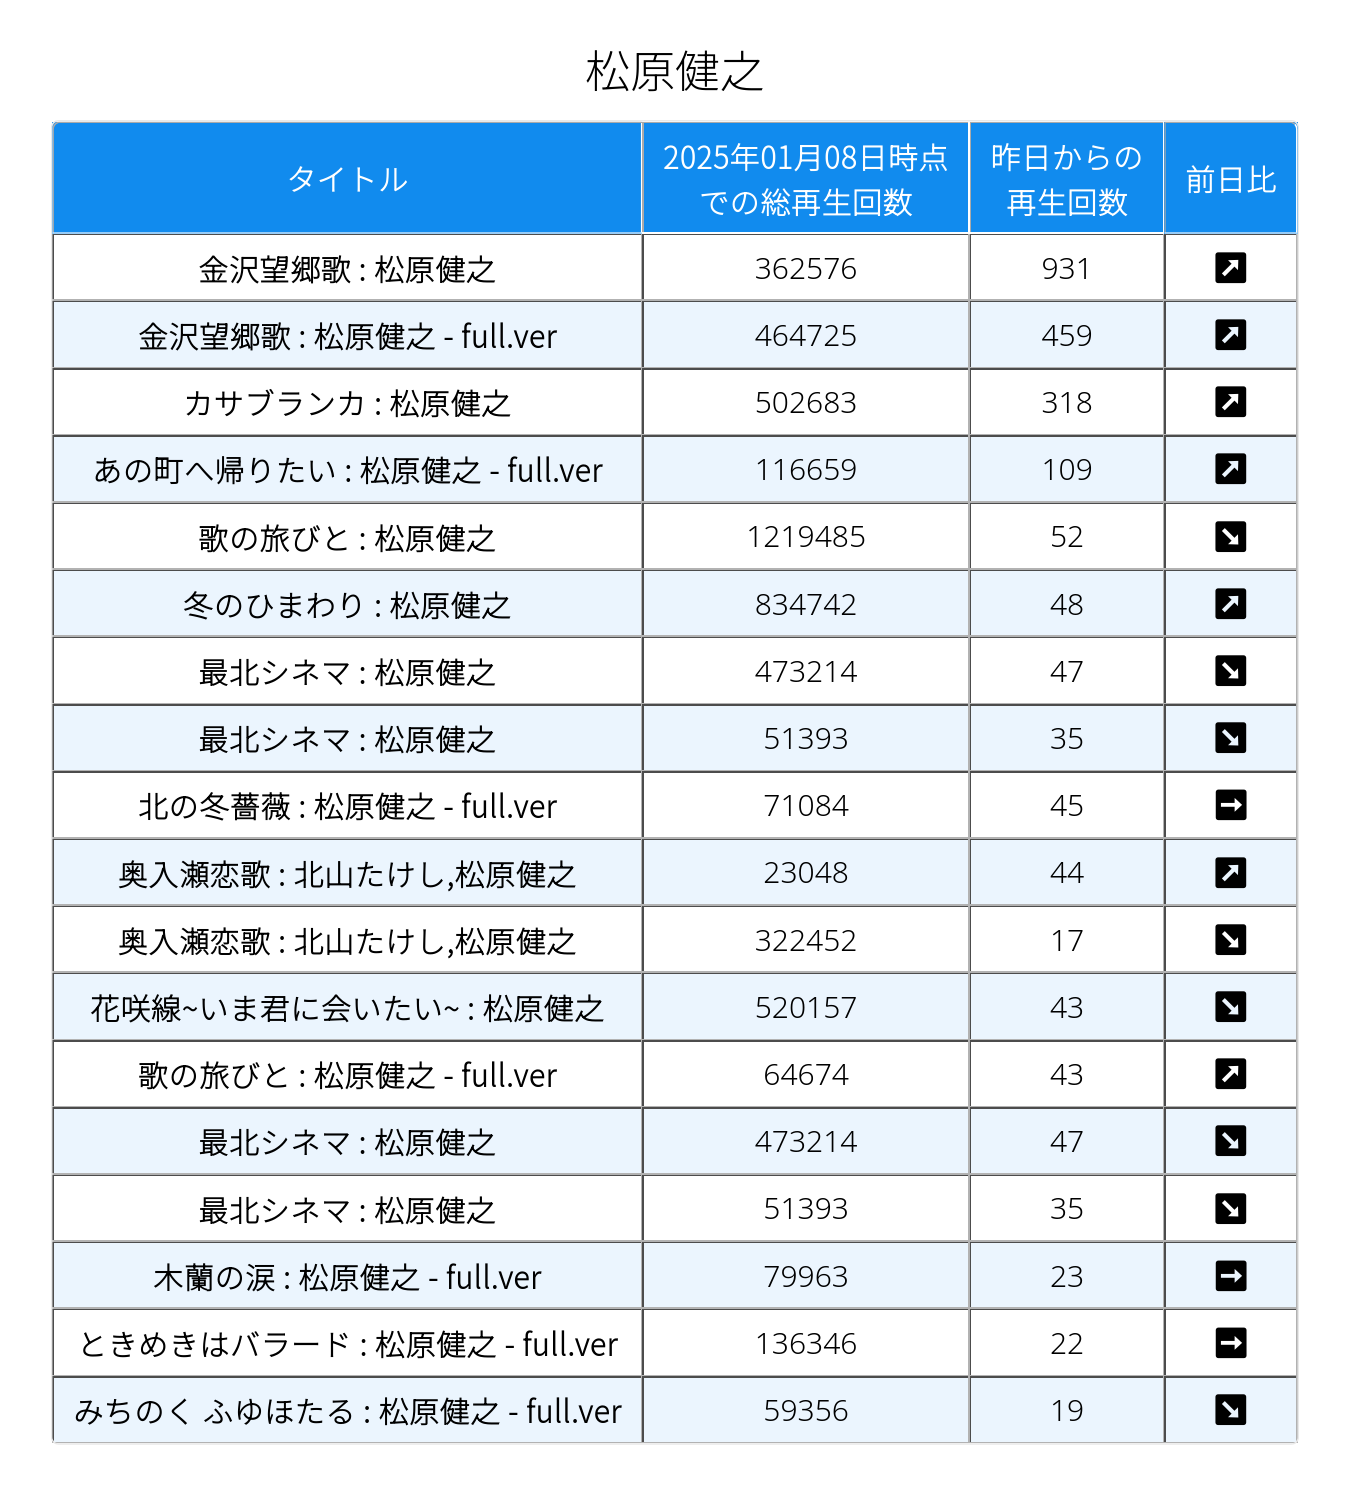 松原健之
タイトル
2025年01月08日時点
での総再生回数
昨日からの
再生回数
前日比
金沢望郷歌 : 松原健之 362576 931 ↗
金沢望郷歌 : 松原健之 - full.ver 464725 459 ↗
カサブランカ : 松原健之 502683 318 ↗
あの町へ帰りたい : 松原健之 - full.ver 116659 109 ↗
歌の旅びと : 松原健之 1219485 52 ↘
冬のひまわり : 松原健之 834742 48 ↗
最北シネマ : 松原健之 473214 47 ↘
最北シネマ : 松原健之 51393 35 ↘
北の冬薔薇 : 松原健之 - full.ver 71084 45 →
奥入瀬恋歌 : 北山たけし,松原健之 23048 44 ↗
奥入瀬恋歌 : 北山たけし,松原健之 322452 17 ↘
花咲線~いま君に会いたい~ : 松原健之 520157 43 ↘
歌の旅びと : 松原健之 - full.ver 64674 43 ↗
最北シネマ : 松原健之 473214 47 ↘
最北シネマ : 松原健之 51393 35 ↘
木蘭の涙 : 松原健之 - full.ver 79963 23 →
ときめきはバラード : 松原健之 - full.ver 136346 22 →
みちのく ふゆほたる : 松原健之 - full.ver 59356 19 ↘